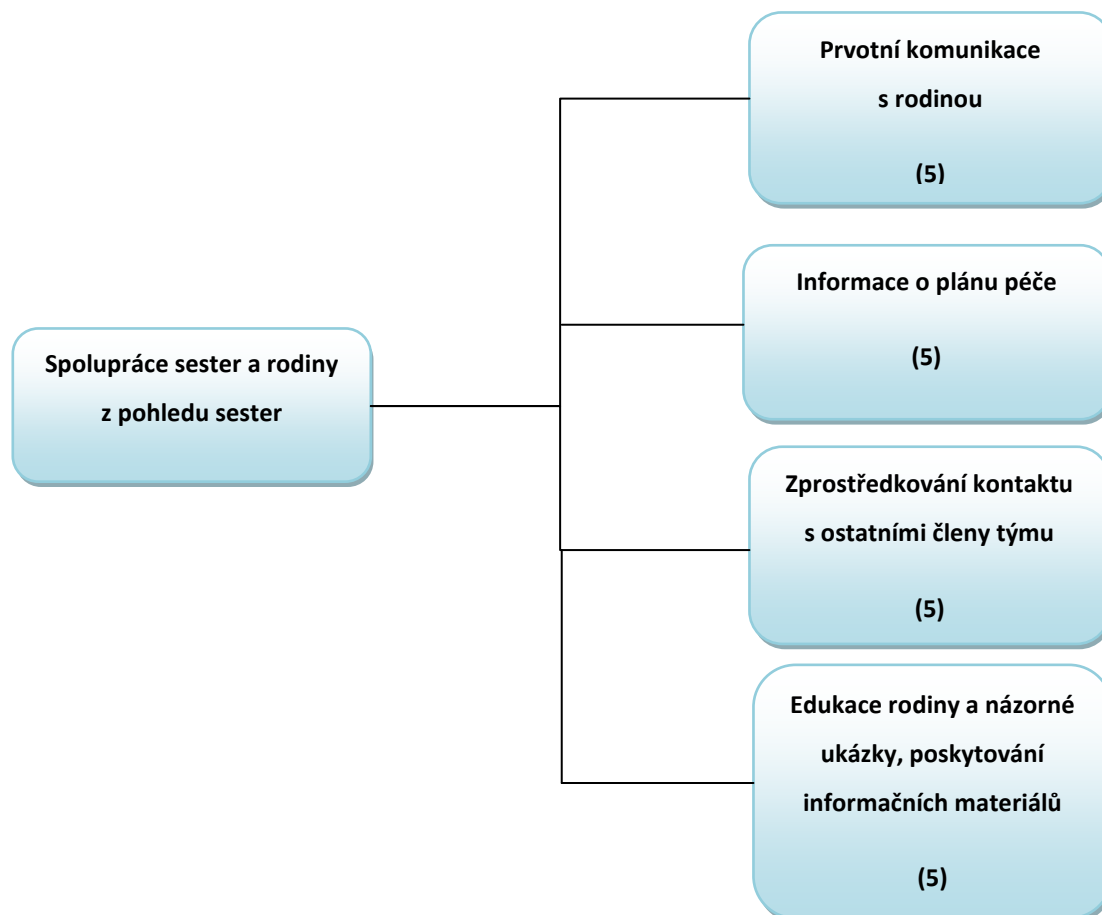 Prvotní komunikace
s rodinou
(5)
Informace o plánu péče
(5)
Spolupráce sester a rodiny
z pohledu sester
Zprostředkování kontaktu
s ostatními členy týmu
(5)
Edukace rodiny a názorné
ukázky, poskytování
informačních materiálů
(5)